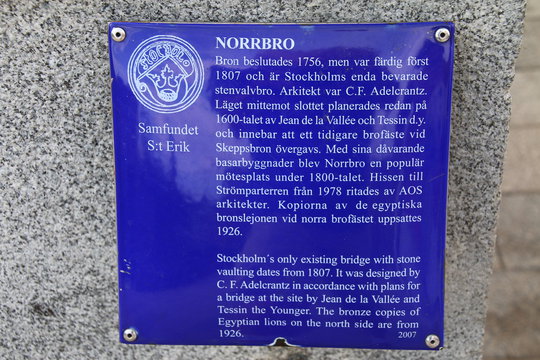 NORRBRO
Bron beslutades 1756, men var färdig först
1807 och är Stockholms enda bevarade
stenvalvbro. Arkitekt var C.F. Adelcrantz.
Läget mittemot slottet planerades redan på
1600-talet av Jean de la Vallée och Tessin d.y.
och innebar att ett tidigare brofäste vid
Skeppsbron övergavs. Med sina dåvarande
basarbyggnader blev Norrbro en populär
mötesplats under 1800-talet. Hissen till
Strömparterren från 1978 ritades av AOS
arkitekter. Kopiorna av de egyptiska
bronslejonen vid norra brofästet uppsattes
1926.
Samfundet
S:t Erik
Stockholm´s only existing bridge with stone
vaulting dates from 1807. It was designed by
C. F. Adelcrantz in accordance with plans for
a bridge at the site by Jean de la Vallée and
Tessin the Younger. The bronze copies of
Egyptian lions on the north side are from
1926.
2007